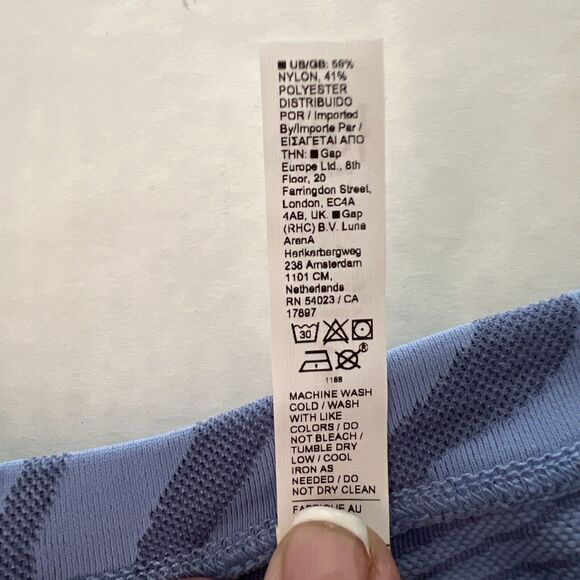 ■ US/GB: 59%
NYLON, 41%
POLYESTER
DISTRIBUIDO
POR / Imported
By/Importe Par /
ΕΙΣΑΓΕΤΑΙ ΑΠΟ
ΤΗΝ: ■ Gap
Europe Ltd., 6th
Floor, 20
Farringdon Street,
London, EC4A
4AB, UK. ■ Gap
(RHC) B.V. Luna
ArenA
Herikerbergweg
238 Amsterdam
1101 CM,
Netherlands
RN 54023 / CA
17897
30
1188
MACHINE WASH
COLD / WASH
WITH LIKE
COLORS / DO
NOT BLEACH /
TUMBLE DRY
LOW / COOL
IRON AS
NEEDED / DO
NOT DRY CLEAN
FABRIQUE AU